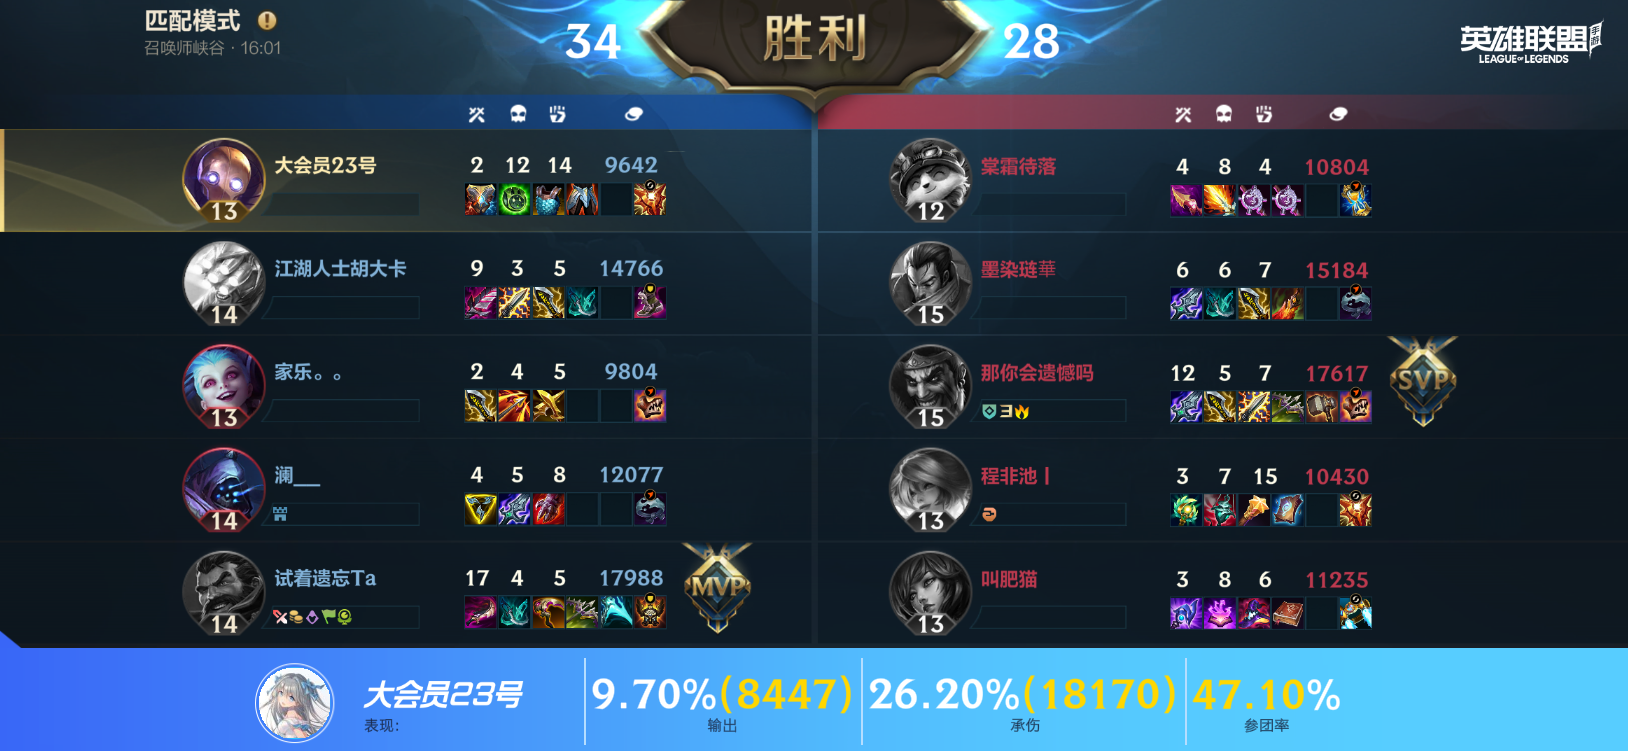 匹配模式
召唤师峡谷 · 16:01
34 胜利 28
英雄联盟手游
LEAGUE OF LEGENDS
大会员23号 2 12 14 9642
13
棠霜待落 4 8 4 10804
12
江湖人士胡大卡 9 3 5 14766
14
墨染琏華 6 6 7 15184
15
家乐。。 2 4 5 9804
13
那你会遗憾吗 12 5 7 17617 SVP
15
澜__ 4 5 8 12077
14
程非池丨 3 7 15 10430
13
试着遗忘Ta 17 4 5 17988 MVP
14
叫肥猫 3 8 6 11235
13
大会员23号 9.70%(8447) 26.20%(18170) 47.10%
表现: 输出 承伤 参团率